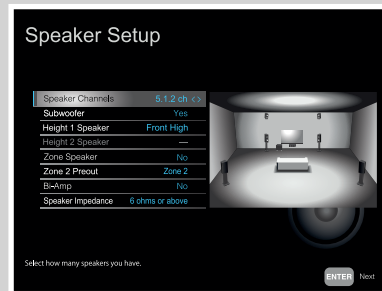 Speaker Setup
Speaker Channels 5.1.2 ch <>
Subwoofer Yes
Height 1 Speaker Front High
Height 2 Speaker —
Zone Speaker No
Zone 2 Preout Zone 2
Bi-Amp No
Speaker Impedance 6 ohms or above
Select how many speakers you have.
ENTER Next